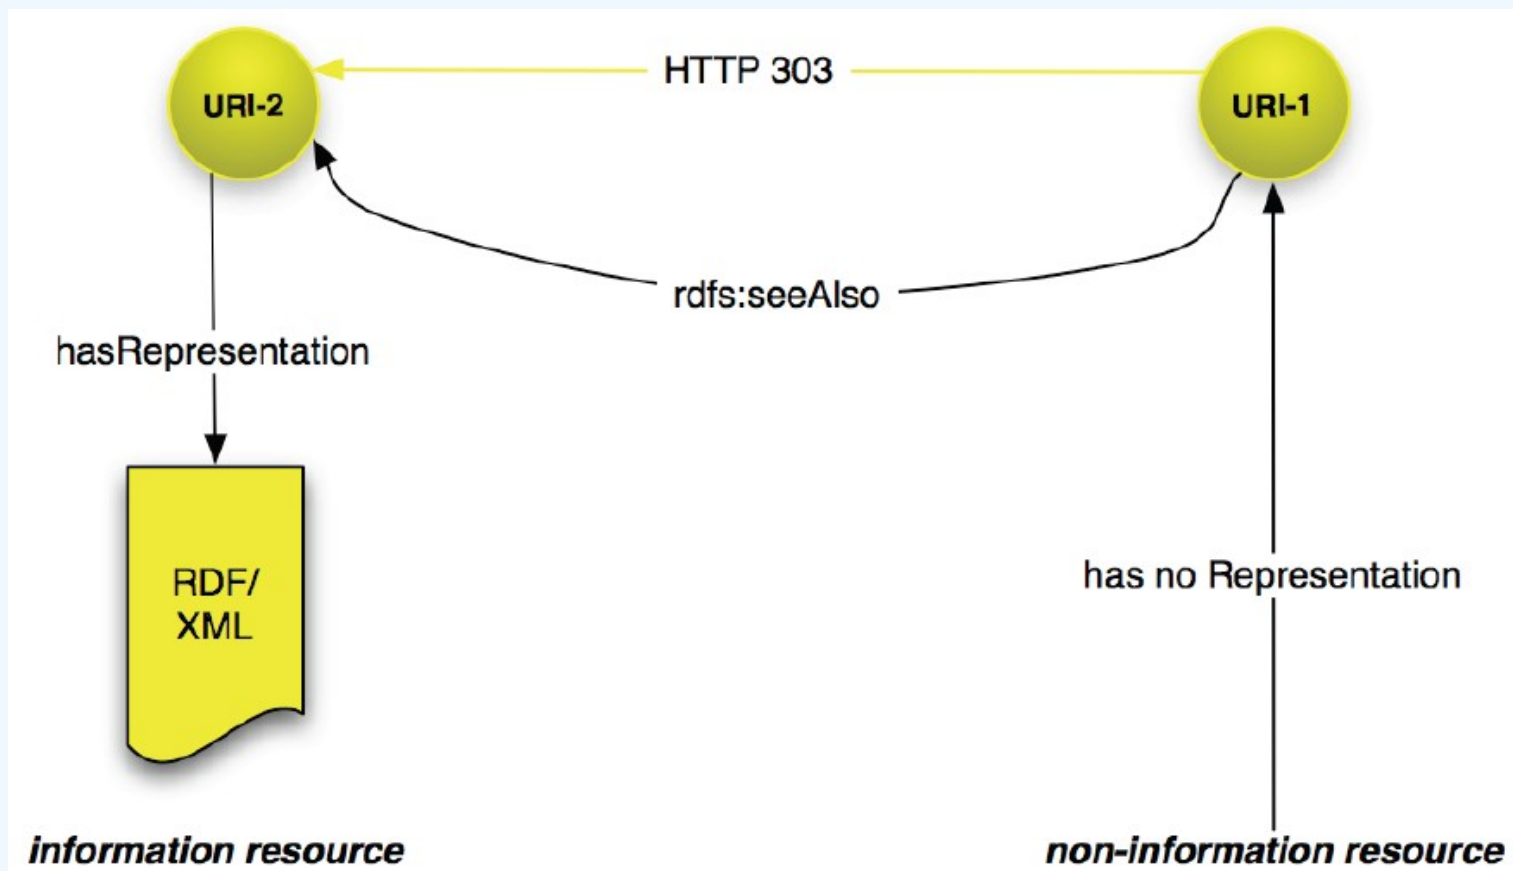 HTTP 303
URI-2
URI-1
rdfs:seeAlso
hasRepresentation
RDF/
XML
has no Representation
information resource
non-information resource